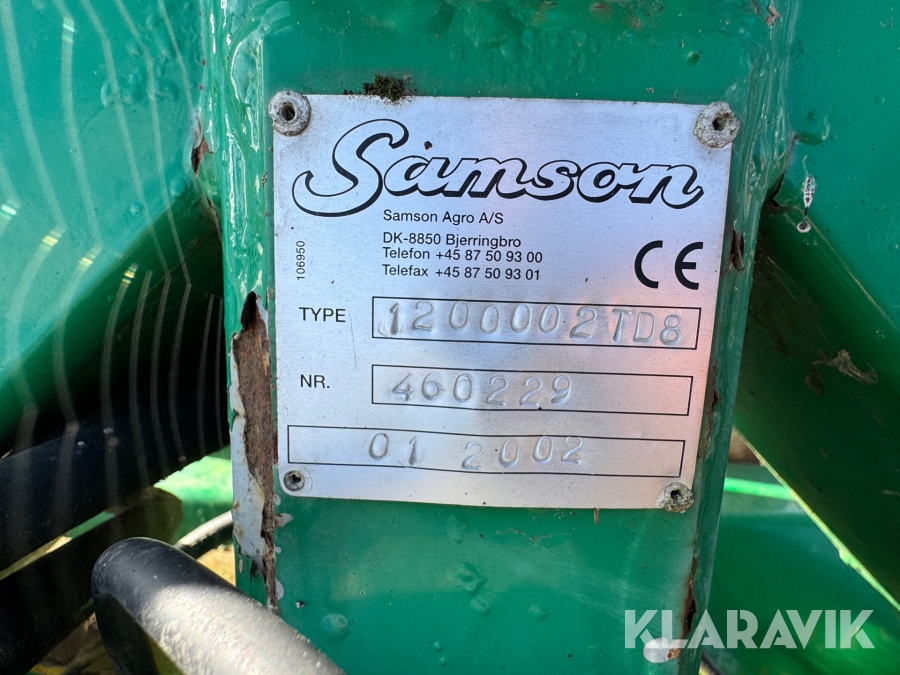 Samson
Samson Agro A/S
DK-8850 Bjerringbro
Telefon +45 87 50 93 00
Telefax +45 87 50 93 01
CE
106950
TYPE 1200002TD8
NR. 460229
01 2002
KLARAVIK